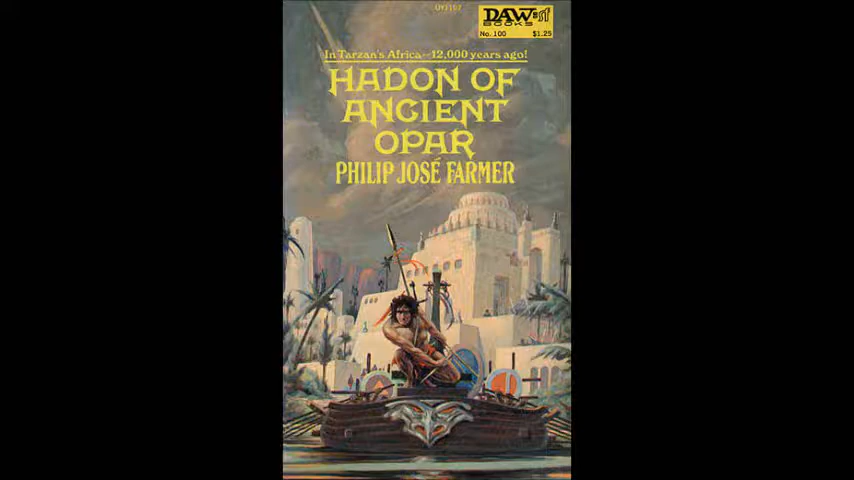 DAW SF
BOOKS
No. 100 $1.25
In Tarzan's Africa--12,000 years ago!
HADON OF
ANCIENT
OPAR
PHILIP JOSÉ FARMER